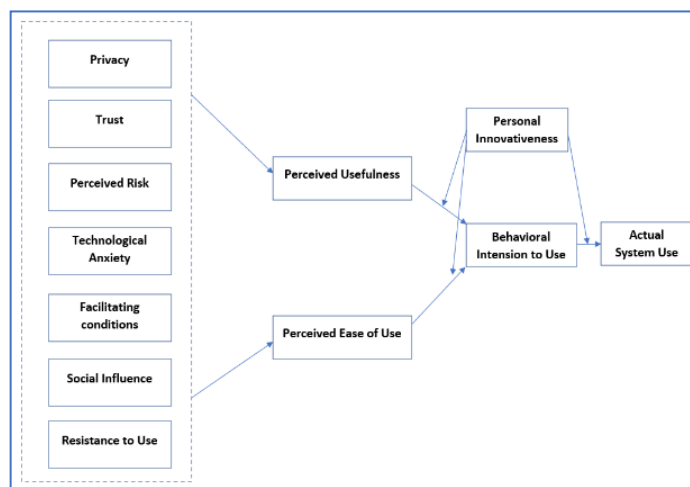 Privacy
Trust
Perceived Risk
Technological
Anxiety
Facilitating
conditions
Social Influence
Resistance to Use
Perceived Usefulness
Perceived Ease of Use
Personal
Innovativeness
Behavioral
Intension to Use
Actual
System Use